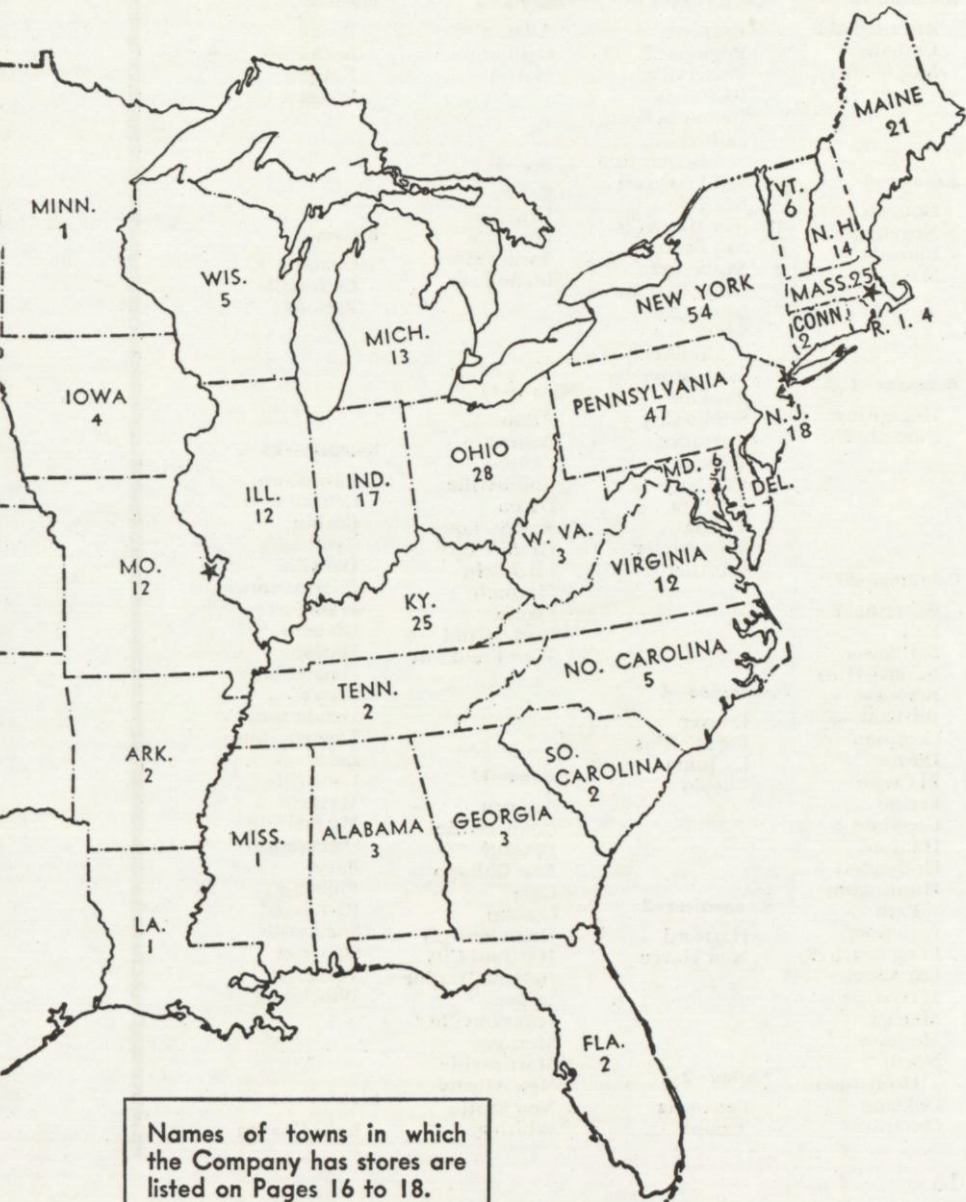 MAINE
21
VT.
6
N. H.
14
MASS. 25
CONN.
2
R. I. 4
NEW YORK
54
MINN.
1
WIS.
5
MICH.
13
IOWA
4
PENNSYLVANIA
47
N. J.
18
OHIO
28
MD. 6
DEL.
ILL.
12
IND.
17
W. VA.
3
VIRGINIA
12
MO.
12
KY.
25
NO. CAROLINA
5
TENN.
2
ARK.
2
SO.
CAROLINA
2
MISS.
1
ALABAMA
3
GEORGIA
3
LA.
1
FLA.
2
Names of towns in which
the Company has stores are
listed on Pages 16 to 18.